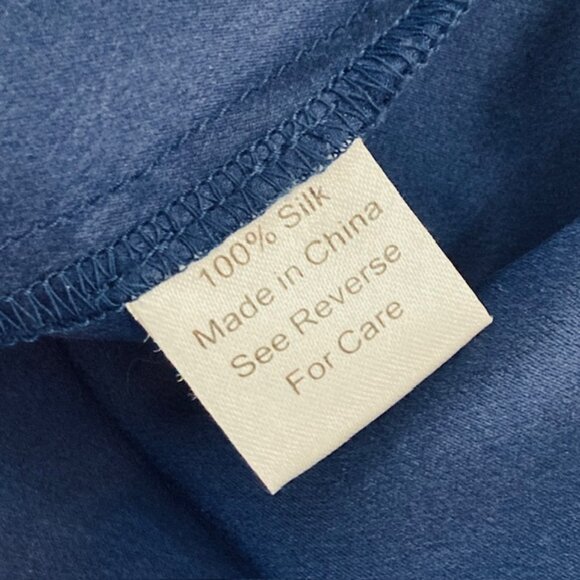 100% Silk
Made in China
See Reverse
For Care